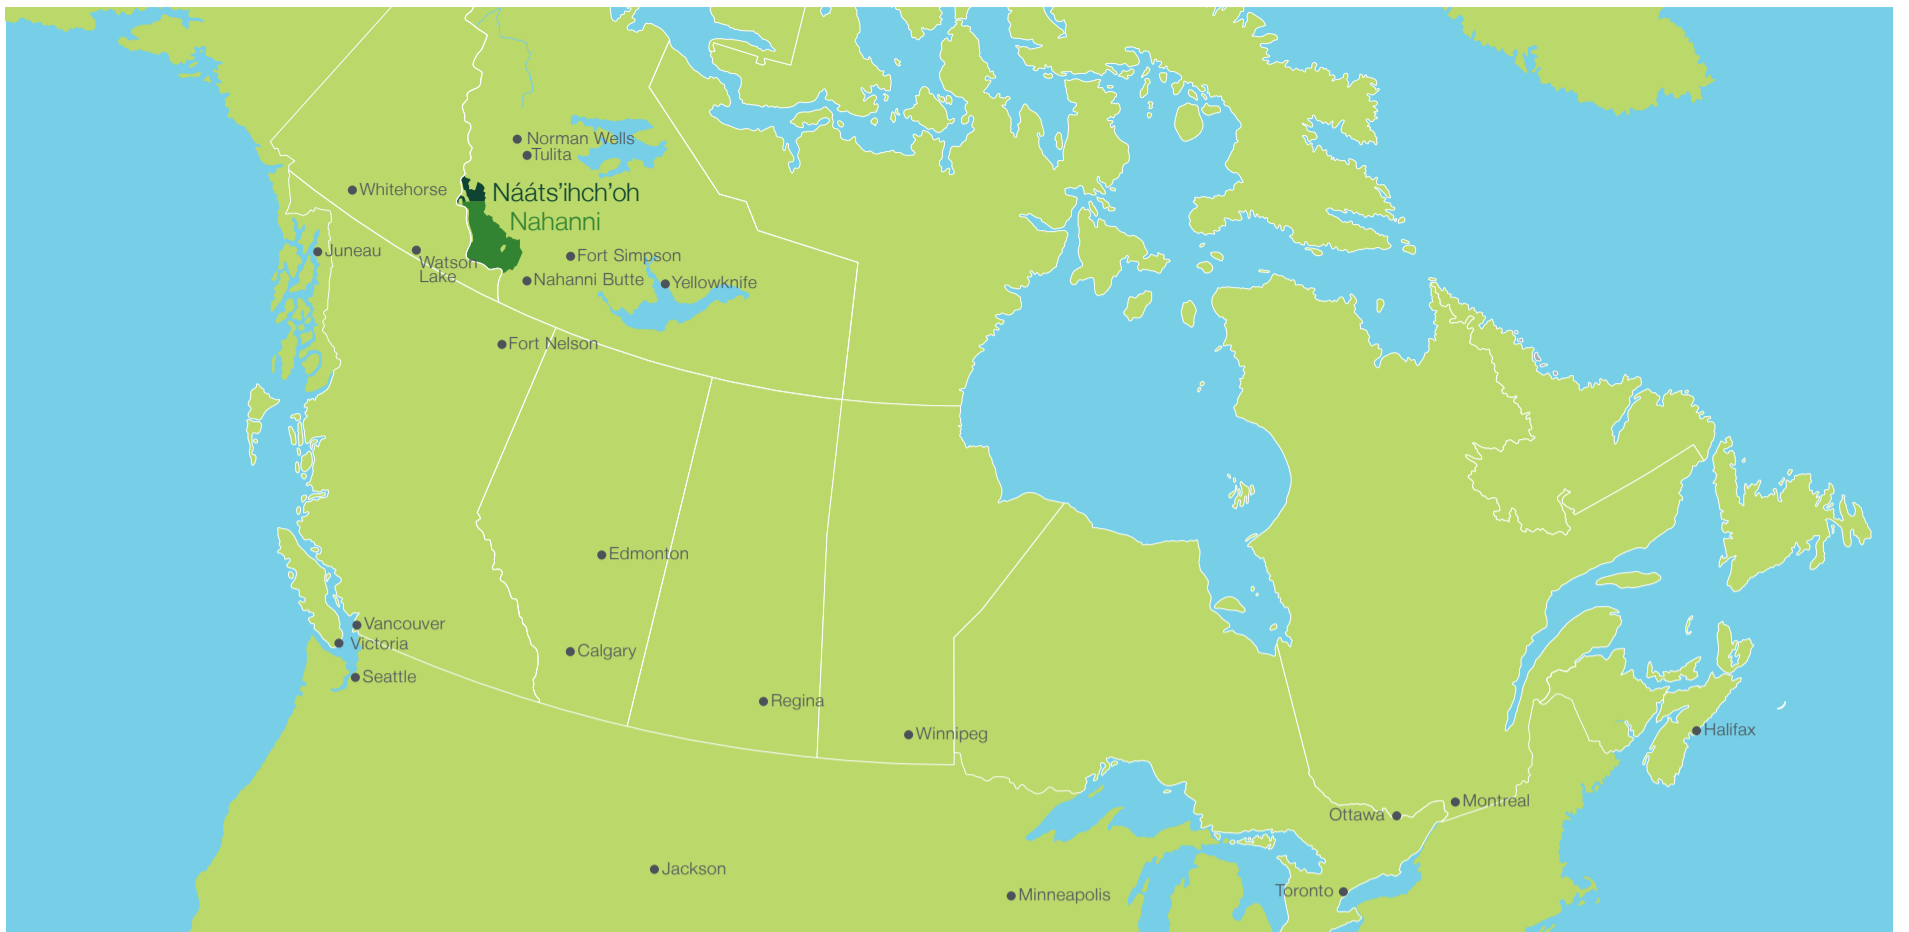 Norman Wells
Tulita
Whitehorse
Nááts'ihch'oh
Nahanni
Juneau
Watson
Lake
Fort Simpson
Nahanni Butte
Yellowknife
Fort Nelson
Edmonton
Vancouver
Victoria
Calgary
Seattle
Regina
Winnipeg
Halifax
Montreal
Ottawa
Jackson
Minneapolis
Toronto